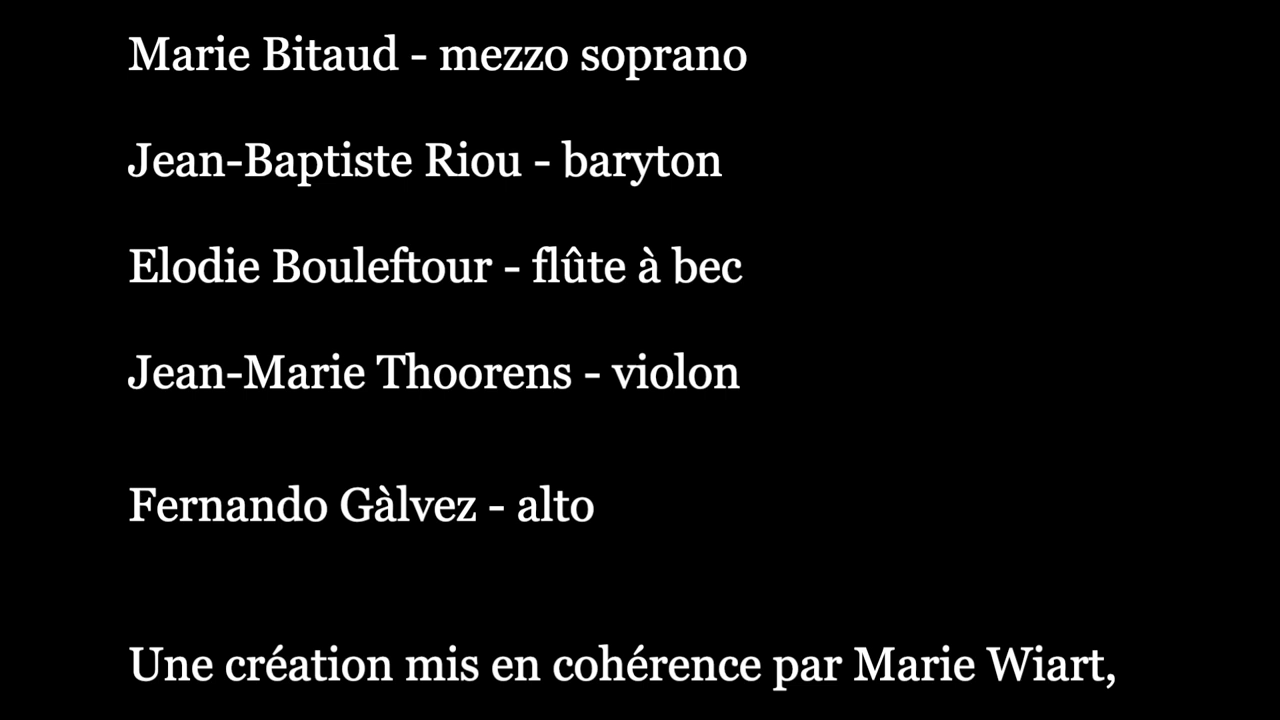 Marie Bitaud - mezzo soprano
Jean-Baptiste Riou - baryton
Elodie Bouleftour - flûte à bec
Jean-Marie Thoorens - violon
Fernando Gàlvez - alto
Une création mis en cohérence par Marie Wiart,